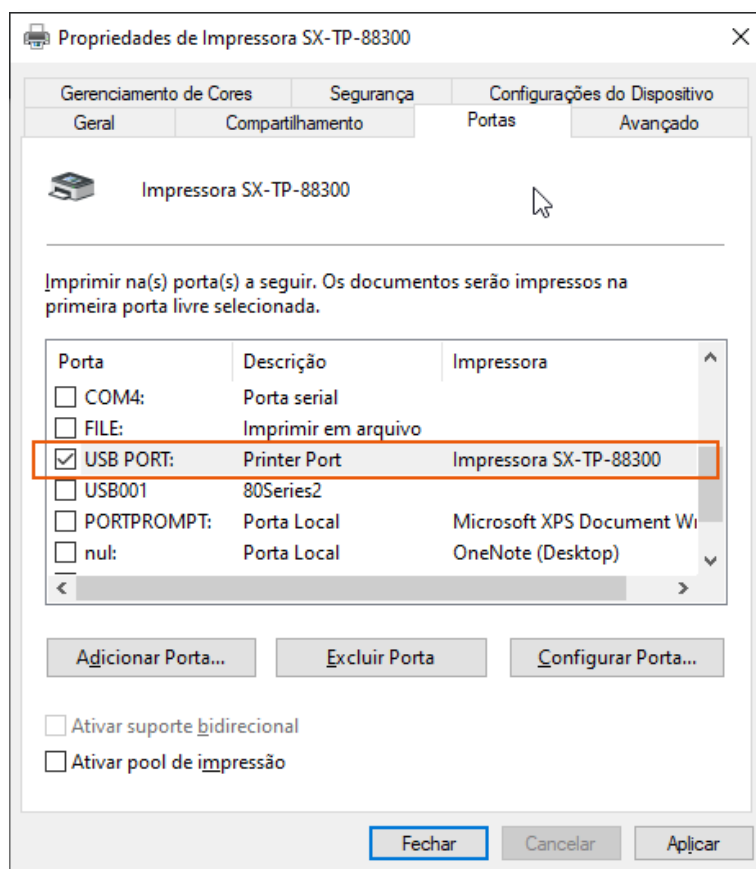 Propriedades de Impressora SX-TP-88300
Gerenciamento de Cores Segurança Configurações do Dispositivo
Geral Compartilhamento Portas Avançado
Impressora SX-TP-88300
Imprimir na(s) porta(s) a seguir. Os documentos serão impressos na
primeira porta livre selecionada.
Porta Descrição Impressora
COM4: Porta serial
FILE: Imprimir em arquivo
USB PORT: Printer Port Impressora SX-TP-88300
USB001 80Series2
PORTPROMPT: Porta Local Microsoft XPS Document
nul: Porta Local OneNote (Desktop)
Adicionar Porta... Excluir Porta Configurar Porta...
Ativar suporte bidirecional
Ativar pool de impressão
Fechar Cancelar Aplicar